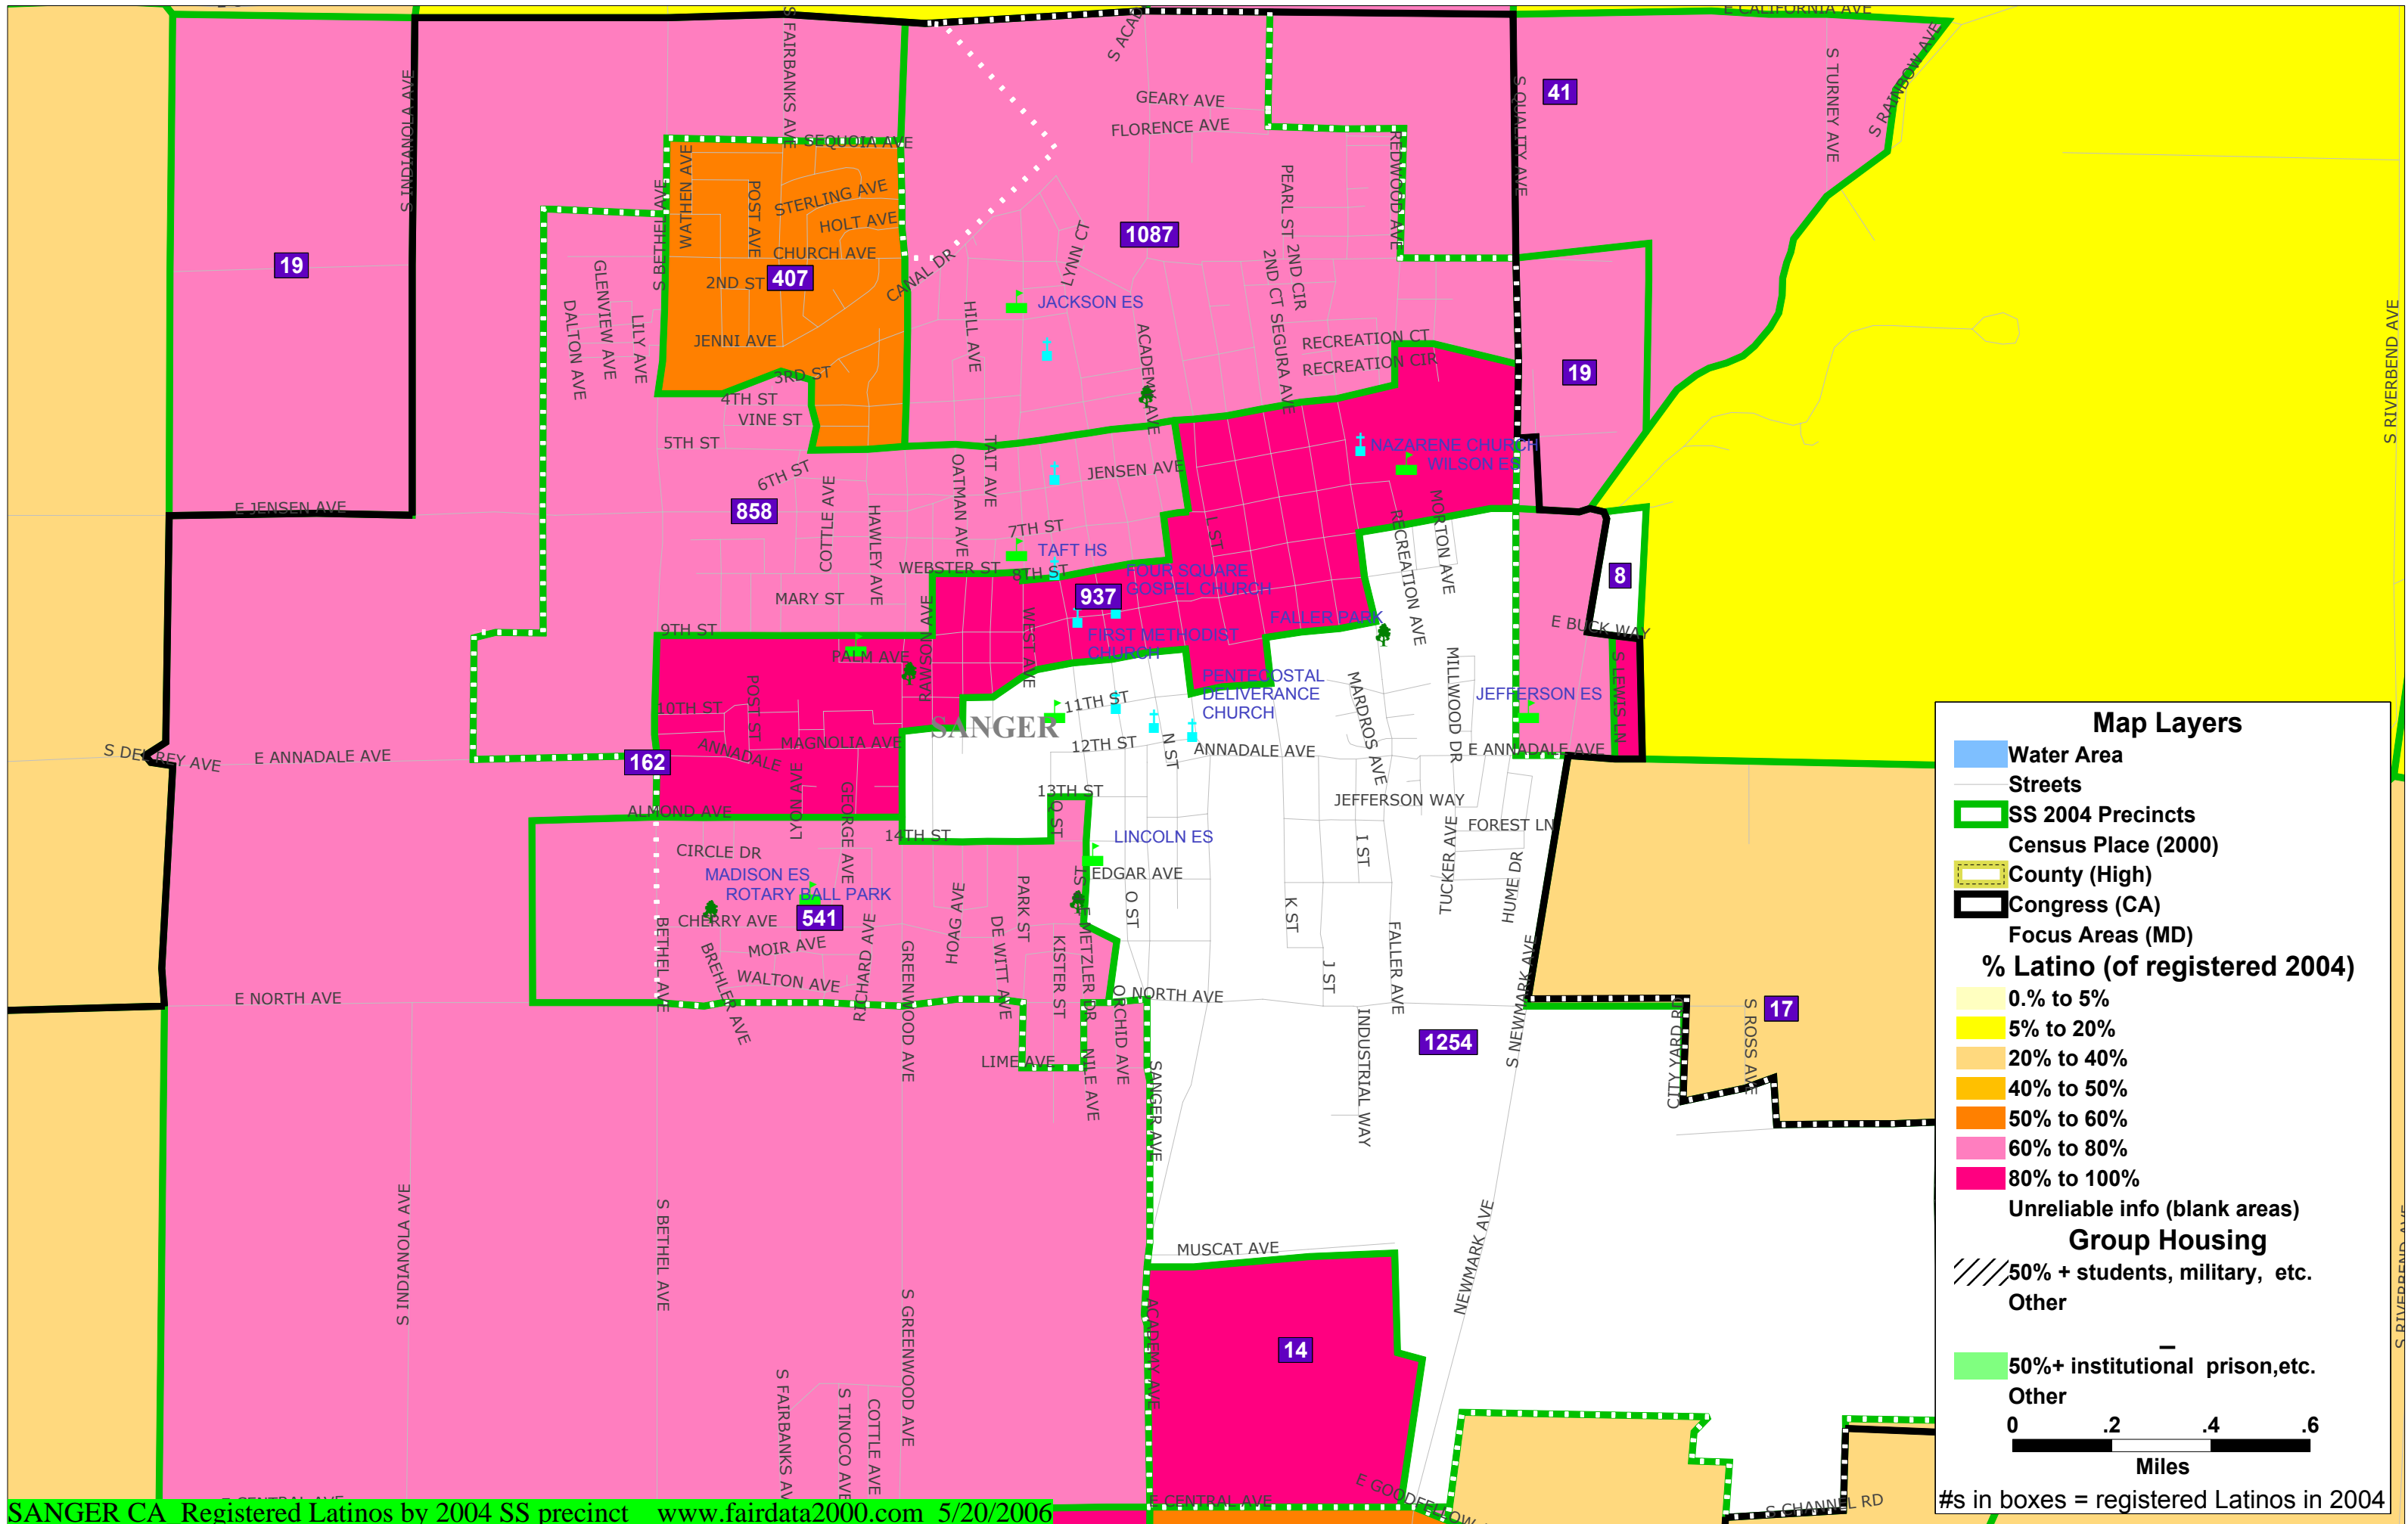 E CALIFORNIA AVE
S FAIRBANKS AVE
S ACAD
S INDIANOLA AVE
S QUALITY AVE
41
S TURNEY AVE
S RAINBOW AVE
GEARY AVE
FLORENCE AVE
SEQUOIA AVE
WATHEN AVE
S BETHEL AVE
POST AVE
STERLING AVE
HOLT AVE
CHURCH AVE
REDWOOD AVE
PEARL ST
2ND CIR
2ND CT
SEGURA AVE
1087
LYNN CT
19
407
2ND ST
CANAL DR
GLENVIEW AVE
DALTON AVE
LILY AVE
JACKSON ES
HILL AVE
ACADEMY AVE
JENNI AVE
RECREATION CT
RECREATION CIR
3RD ST
19
S RIVERBEND AVE
4TH ST
VINE ST
5TH ST
TAIT AVE
OATMAN AVE
NAZARENE CHURCH
WILSON ES
6TH ST
JENSEN AVE
COTTLE AVE
HAWLEY AVE
858
E JENSEN AVE
7TH ST
L ST
RECREATION AVE
MORTON AVE
TAFT HS
WEBSTER ST
8TH ST
FOUR SQUARE
GOSPEL CHURCH
8
937
MARY ST
RAWSON AVE
WEST AVE
FALLER PARK
9TH ST
FIRST METHODIST
CHURCH
E BUCK WAY
PALM AVE
S LEWIS LN
POST ST
PENTECOSTAL
DELIVERANCE
CHURCH
MARDROS AVE
MILLWOOD DR
JEFFERSON ES
10TH ST
11TH ST
SANGER
MAGNOLIA AVE
12TH ST
N ST
ANNADALE AVE
E ANNADALE AVE
S DEL REY AVE
E ANNADALE AVE
162
ANNADALE
LYON AVE
GEORGE AVE
13TH ST
Q ST
JEFFERSON WAY
ALMOND AVE
14TH ST
FOREST LN
I ST
TUCKER AVE
HUME DR
LINCOLN ES
CIRCLE DR
MADISON ES
ROTARY BALL PARK
EDGAR AVE
541
CHERRY AVE
HOAG AVE
PARK ST
O ST
K ST
BETHEL AVE
BREHLER AVE
MOIR AVE
WALTON AVE
RICHARD AVE
GREENWOOD AVE
DE WITT AVE
KISTER ST
E METZLER DR
ORCHID AVE
J ST
FALLER AVE
S NEWMARK AVE
E NORTH AVE
NORTH AVE
CITY YARD RD
S ROSS AVE
17
1254
LIME AVE
NILE AVE
SANGER AVE
INDUSTRIAL WAY
S INDIANOLA AVE
S BETHEL AVE
S GREENWOOD AVE
MUSCAT AVE
NEWMARK AVE
ACADEMY AVE
14
S FAIRBANKS AV
S TINOCO AVE
COTTLE AVE
E CENTRAL AVE
E GOODFELLOW
S CHANNEL RD
Map Layers
Water Area
Streets
SS 2004 Precincts
Census Place (2000)
County (High)
Congress (CA)
Focus Areas (MD)
% Latino (of registered 2004)
0.% to 5%
5% to 20%
20% to 40%
40% to 50%
50% to 60%
60% to 80%
80% to 100%
Unreliable info (blank areas)
Group Housing
50% + students, military, etc.
Other
50%+ institutional prison,etc.
Other
0 .2 .4 .6
Miles
#s in boxes = registered Latinos in 2004
SANGER CA Registered Latinos by 2004 SS precinct www.fairdata2000.com 5/20/2006